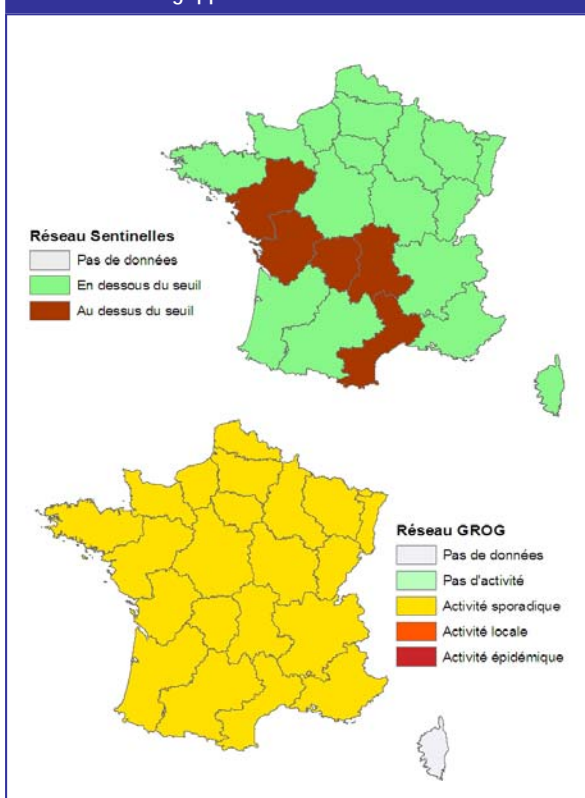 Réseau Sentinelles
Pas de données
En dessous du seuil
Au dessus du seuil
Réseau GROG
Pas de données
Pas d'activité
Activité sporadique
Activité locale
Activité épidémique